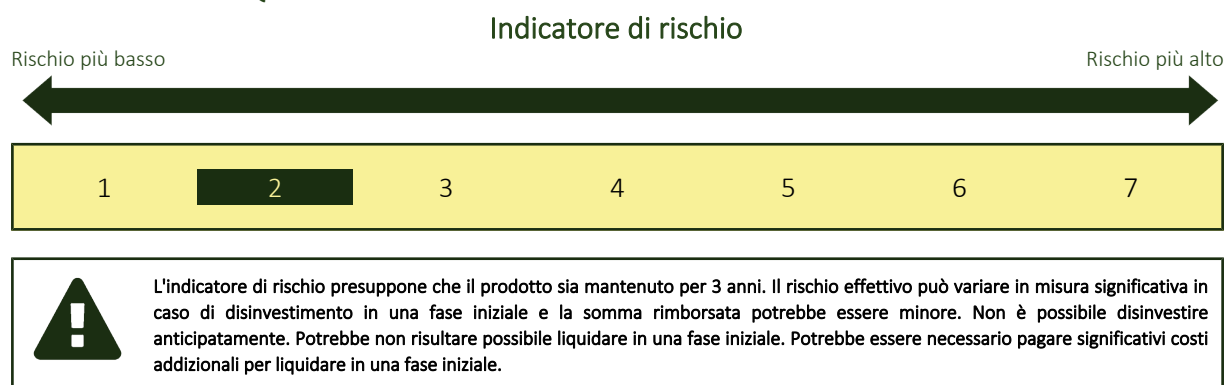 Indicatore di rischio
Rischio più basso
Rischio più alto
1 2 3 4 5 6 7
L'indicatore di rischio presuppone che il prodotto sia mantenuto per 3 anni. Il rischio effettivo può variare in misura significativa in
caso di disinvestimento in una fase iniziale e la somma rimborsata potrebbe essere minore. Non è possibile disinvestire
anticipatamente. Potrebbe non risultare possibile liquidare in una fase iniziale. Potrebbe essere necessario pagare significativi costi
addizionali per liquidare in una fase iniziale.